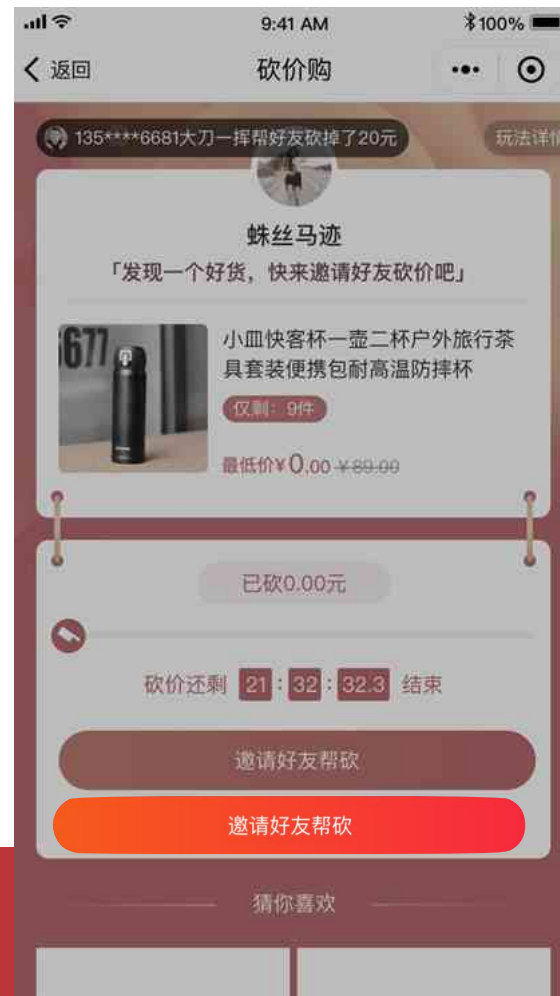 9:41 AM
100%
返回
砍价购
135****6681大刀一挥帮好友砍掉了20元
玩法详情
蛛丝马迹
「发现一个好货，快来邀请好友砍价吧」
677
小皿快客杯一壶二杯户外旅行茶
具套装便携包耐高温防摔杯
仅剩：9件
最低价¥0.00 ¥89.00
已砍0.00元
砍价还剩 21 : 32 : 32.3 结束
邀请好友帮砍
邀请好友帮砍
猜你喜欢